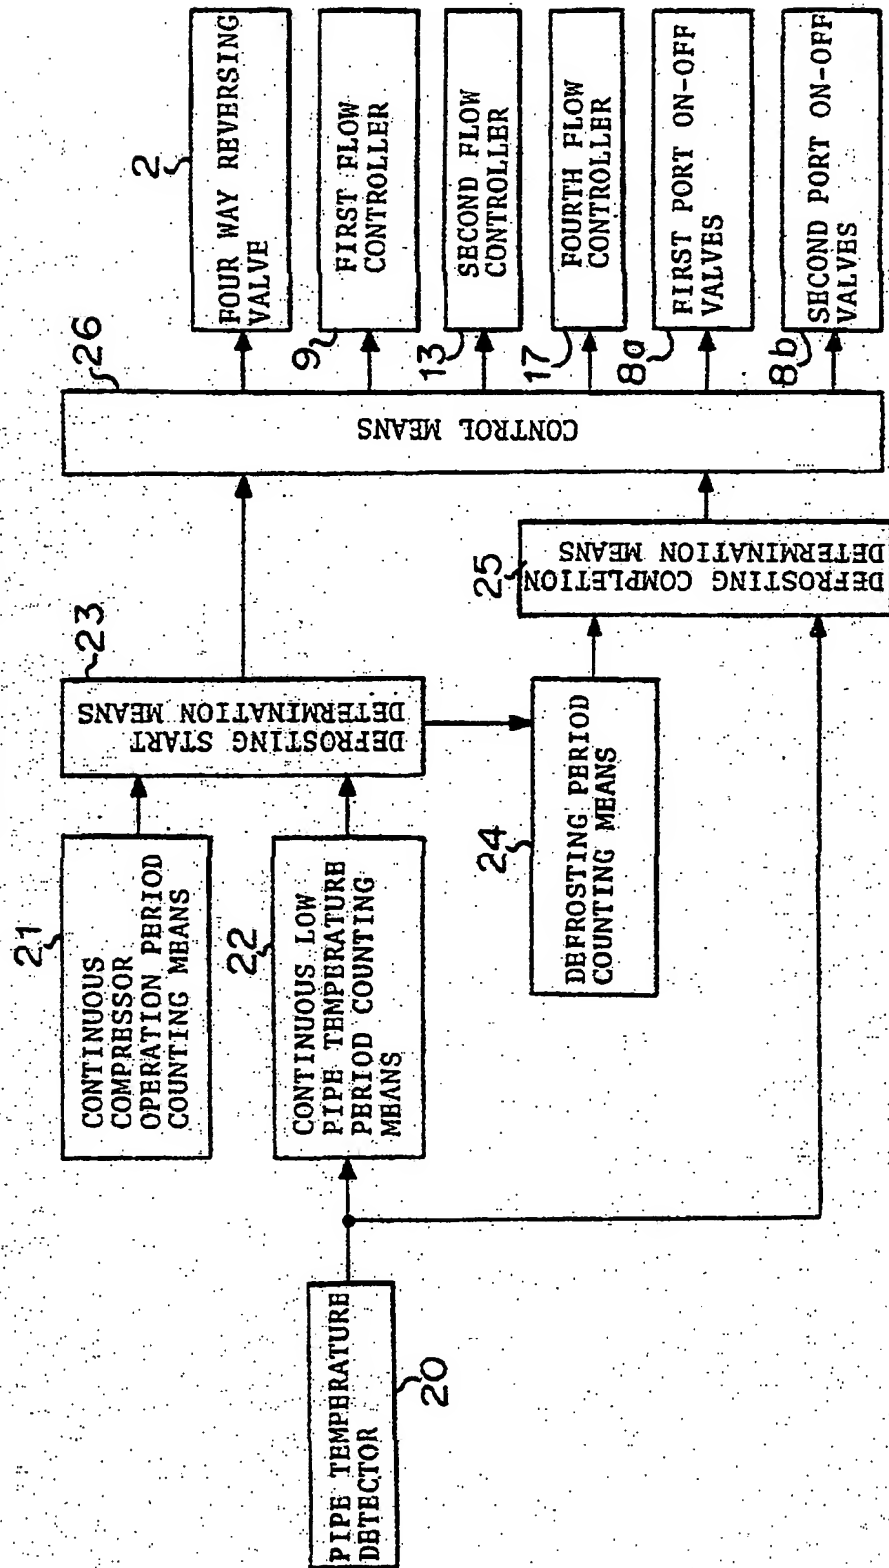 PIPE TEMPERATURE
DETECTOR
20
21
CONTINUOUS
COMPRESSOR
OPERATION PERIOD
COUNTING MEANS
22
CONTINUOUS LOW
PIPE TEMPERATURE
PERIOD COUNTING
MEANS
23
DEFROSTING START
DETERMINATION MEANS
24
DEFROSTING PERIOD
COUNTING MEANS
25
DEFROSTING COMPLETION
DETERMINATION MEANS
26
CONTROL MEANS
2
FOUR WAY REVERSING
VALVE
9
FIRST FLOW
CONTROLLER
13
SECOND FLOW
CONTROLLER
17
FOURTH FLOW
CONTROLLER
8a
FIRST PORT ON-OFF
VALVES
8b
SECOND PORT ON-OFF
VALVES